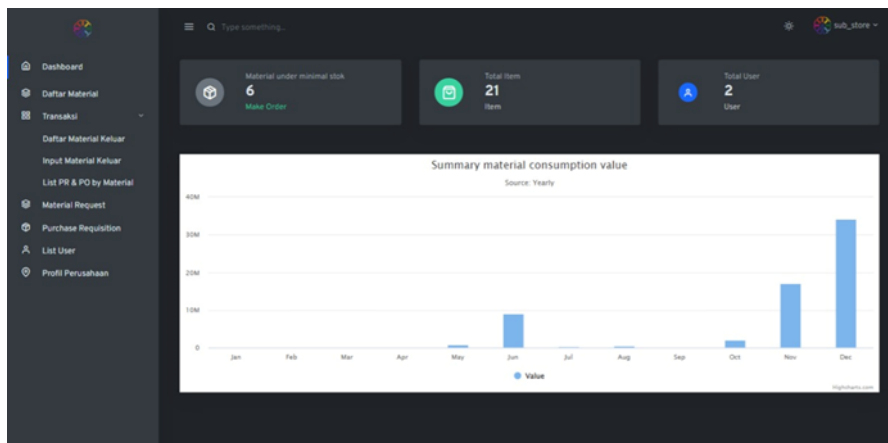 Type something..
sub_store
Dashboard
Daftar Material
Transaksi
Daftar Material Keluar
Input Material Keluar
List PR & PO by Material
Material Request
Purchase Requisition
List User
Profil Perusahaan
Material under minimal stok
6
Make Order
Total Item
21
Item
Total User
2
User
Summary material consumption value
Source: Yearly
40M
30M
20M
10M
0
Jan Feb Mar Apr May Jun Jul Aug Sep Oct Nov Dec
Value
Highcharts.com